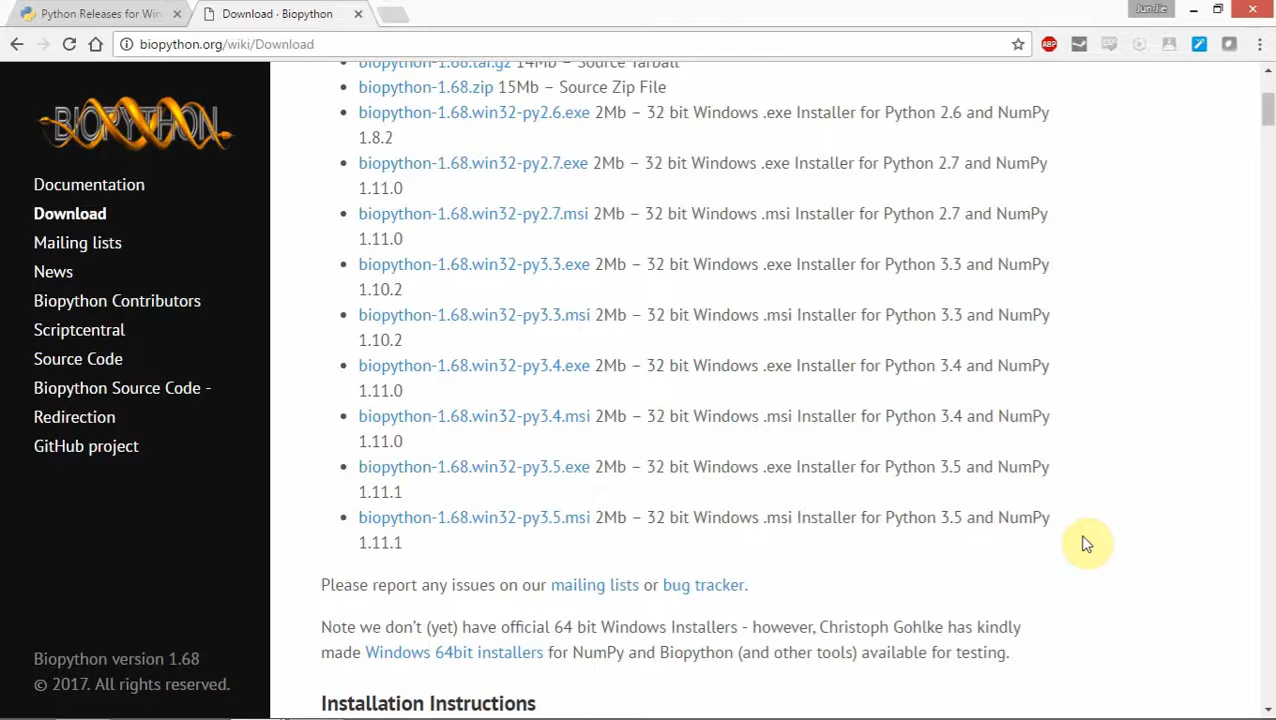 Python Releases for Win
Download · Biopython
Jun Jie
biopython.org/wiki/Download
ABP
BIOPYTHON
Documentation
Download
Mailing lists
News
Biopython Contributors
Scriptcentral
Source Code
Biopython Source Code -
Redirection
GitHub project
Biopython version 1.68
© 2017. All rights reserved.
biopython-1.68.tar.gz 14Mb – Source Tarball
biopython-1.68.zip 15Mb – Source Zip File
biopython-1.68.win32-py2.6.exe 2Mb – 32 bit Windows .exe Installer for Python 2.6 and NumPy
1.8.2
biopython-1.68.win32-py2.7.exe 2Mb – 32 bit Windows .exe Installer for Python 2.7 and NumPy
1.11.0
biopython-1.68.win32-py2.7.msi 2Mb – 32 bit Windows .msi Installer for Python 2.7 and NumPy
1.11.0
biopython-1.68.win32-py3.3.exe 2Mb – 32 bit Windows .exe Installer for Python 3.3 and NumPy
1.10.2
biopython-1.68.win32-py3.3.msi 2Mb – 32 bit Windows .msi Installer for Python 3.3 and NumPy
1.10.2
biopython-1.68.win32-py3.4.exe 2Mb – 32 bit Windows .exe Installer for Python 3.4 and NumPy
1.11.0
biopython-1.68.win32-py3.4.msi 2Mb – 32 bit Windows .msi Installer for Python 3.4 and NumPy
1.11.0
biopython-1.68.win32-py3.5.exe 2Mb – 32 bit Windows .exe Installer for Python 3.5 and NumPy
1.11.1
biopython-1.68.win32-py3.5.msi 2Mb – 32 bit Windows .msi Installer for Python 3.5 and NumPy
1.11.1
Please report any issues on our mailing lists or bug tracker.
Note we don't (yet) have official 64 bit Windows Installers - however, Christoph Gohlke has kindly
made Windows 64bit installers for NumPy and Biopython (and other tools) available for testing.
Installation Instructions